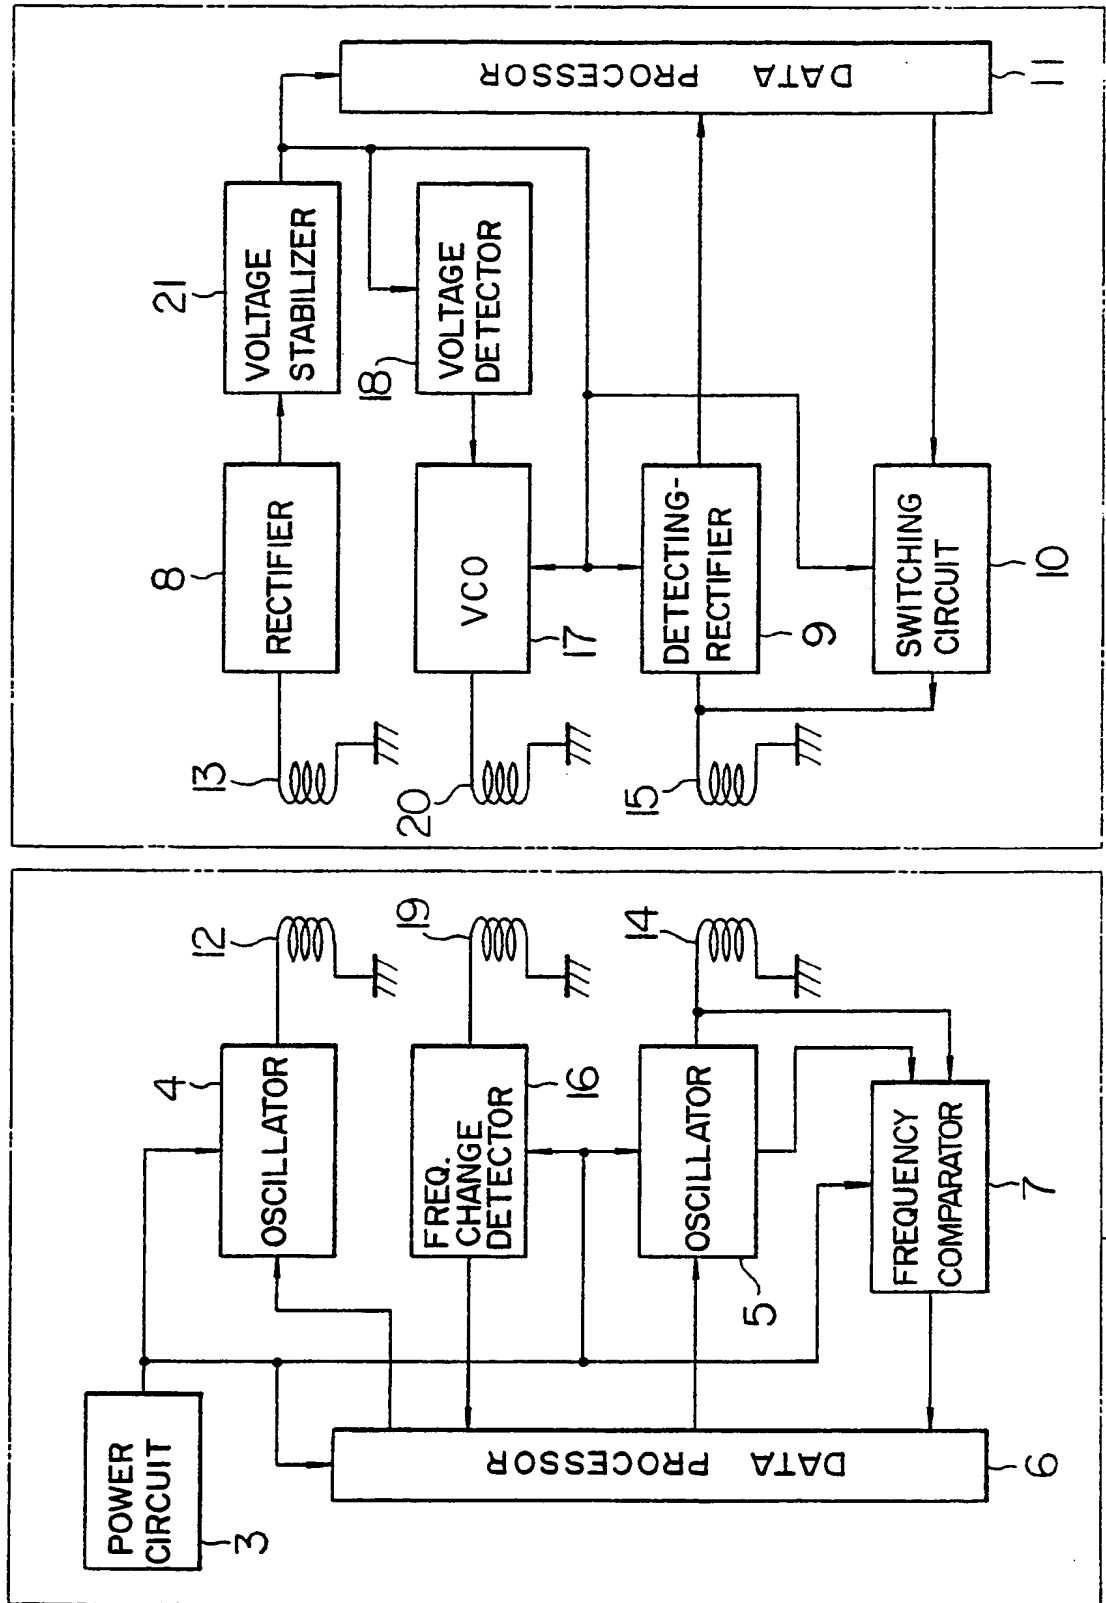 POWER
CIRCUIT
3
4
OSCILLATOR
12
FREQ.
CHANGE
DETECTOR
16
19
OSCILLATOR
5
14
FREQUENCY
COMPARATOR
7
DATA PROCESSOR
6
13
8
RECTIFIER
21
VOLTAGE
STABILIZER
20
VCO
17
18
VOLTAGE
DETECTOR
15
DETECTING-
RECTIFIER
9
SWITCHING
CIRCUIT
10
DATA PROCESSOR
11